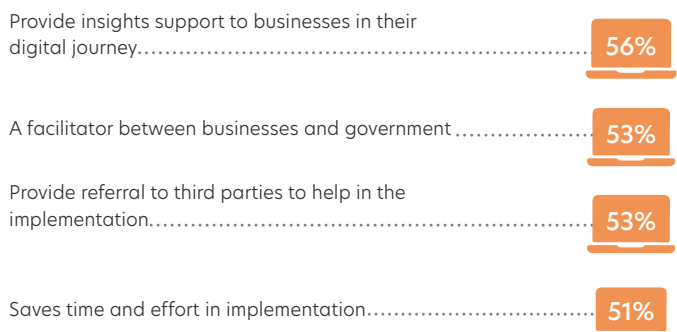 Provide insights support to businesses in their
digital journey 56%
A facilitator between businesses and government 53%
Provide referral to third parties to help in the
implementation 53%
Saves time and effort in implementation 51%